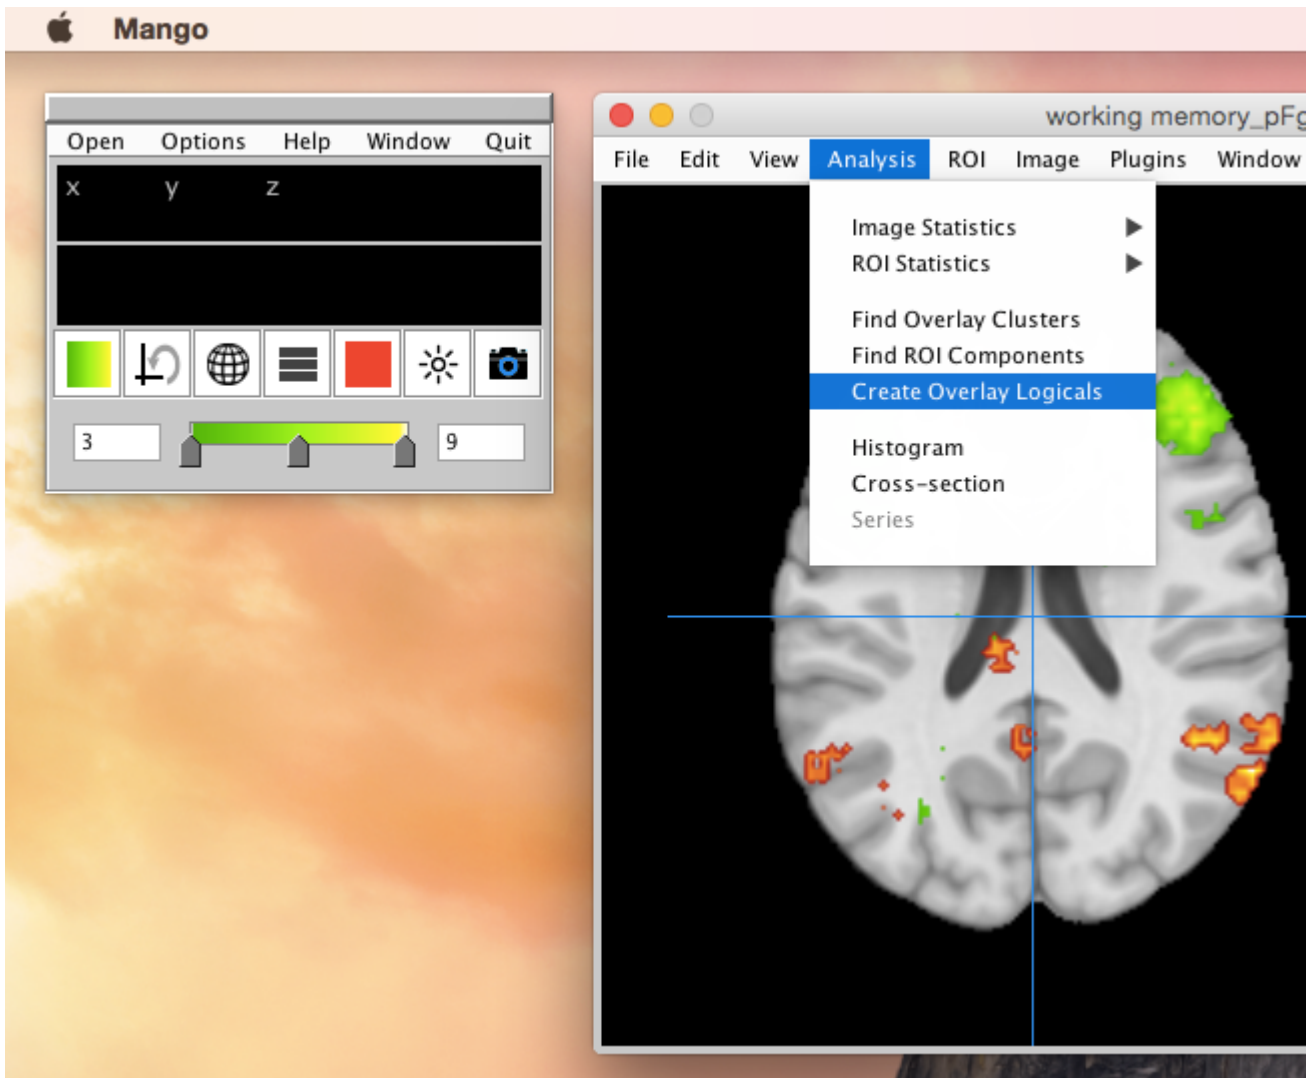 Mango
Open Options Help Window Quit
x y z
3 9
working memory_pFg
File Edit View Analysis ROI Image Plugins Window
Image Statistics
ROI Statistics
Find Overlay Clusters
Find ROI Components
Create Overlay Logicals
Histogram
Cross-section
Series